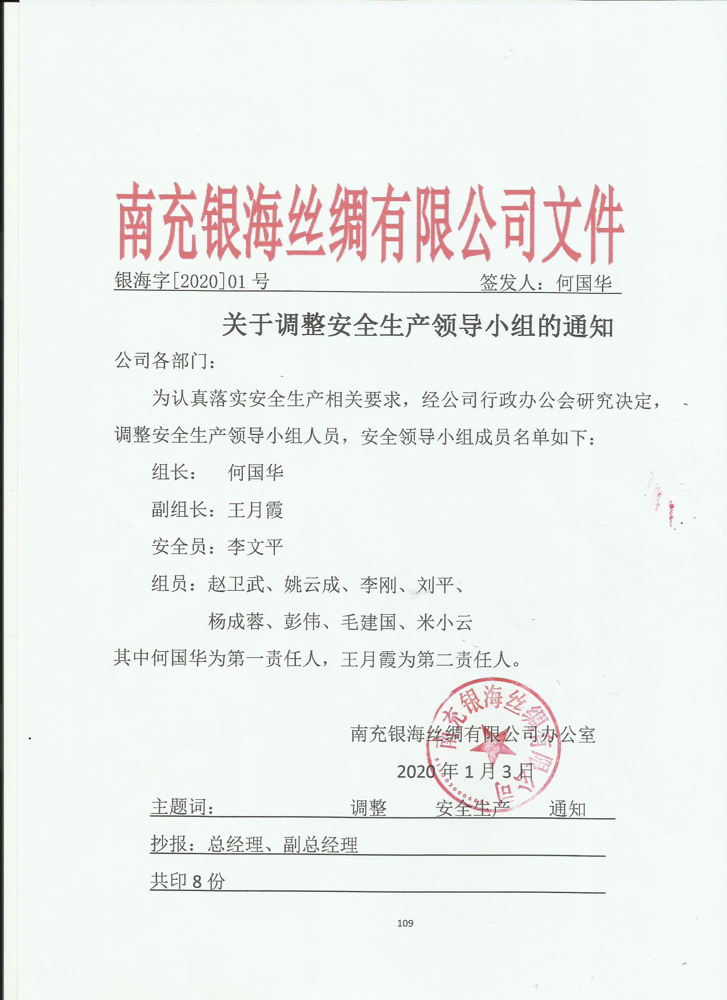 南充银海丝绸有限公司文件
银海字[2020]01 号 签发人：何国华
关于调整安全生产领导小组的通知
公司各部门：
为认真落实安全生产相关要求，经公司行政办公会研究决定，
调整安全生产领导小组人员，安全领导小组成员名单如下：
组长： 何国华
副组长：王月霞
安全员：李文平
组员：赵卫武、姚云成、李刚、刘平、
杨成蓉、彭伟、毛建国、米小云
其中何国华为第一责任人，王月霞为第二责任人。
南充银海丝绸有限公司
南充银海丝绸有限公司办公室
2020 年 1 月 3 日
主题词： 调整 安全生产 通知
抄报：总经理、副总经理
共印 8 份
109